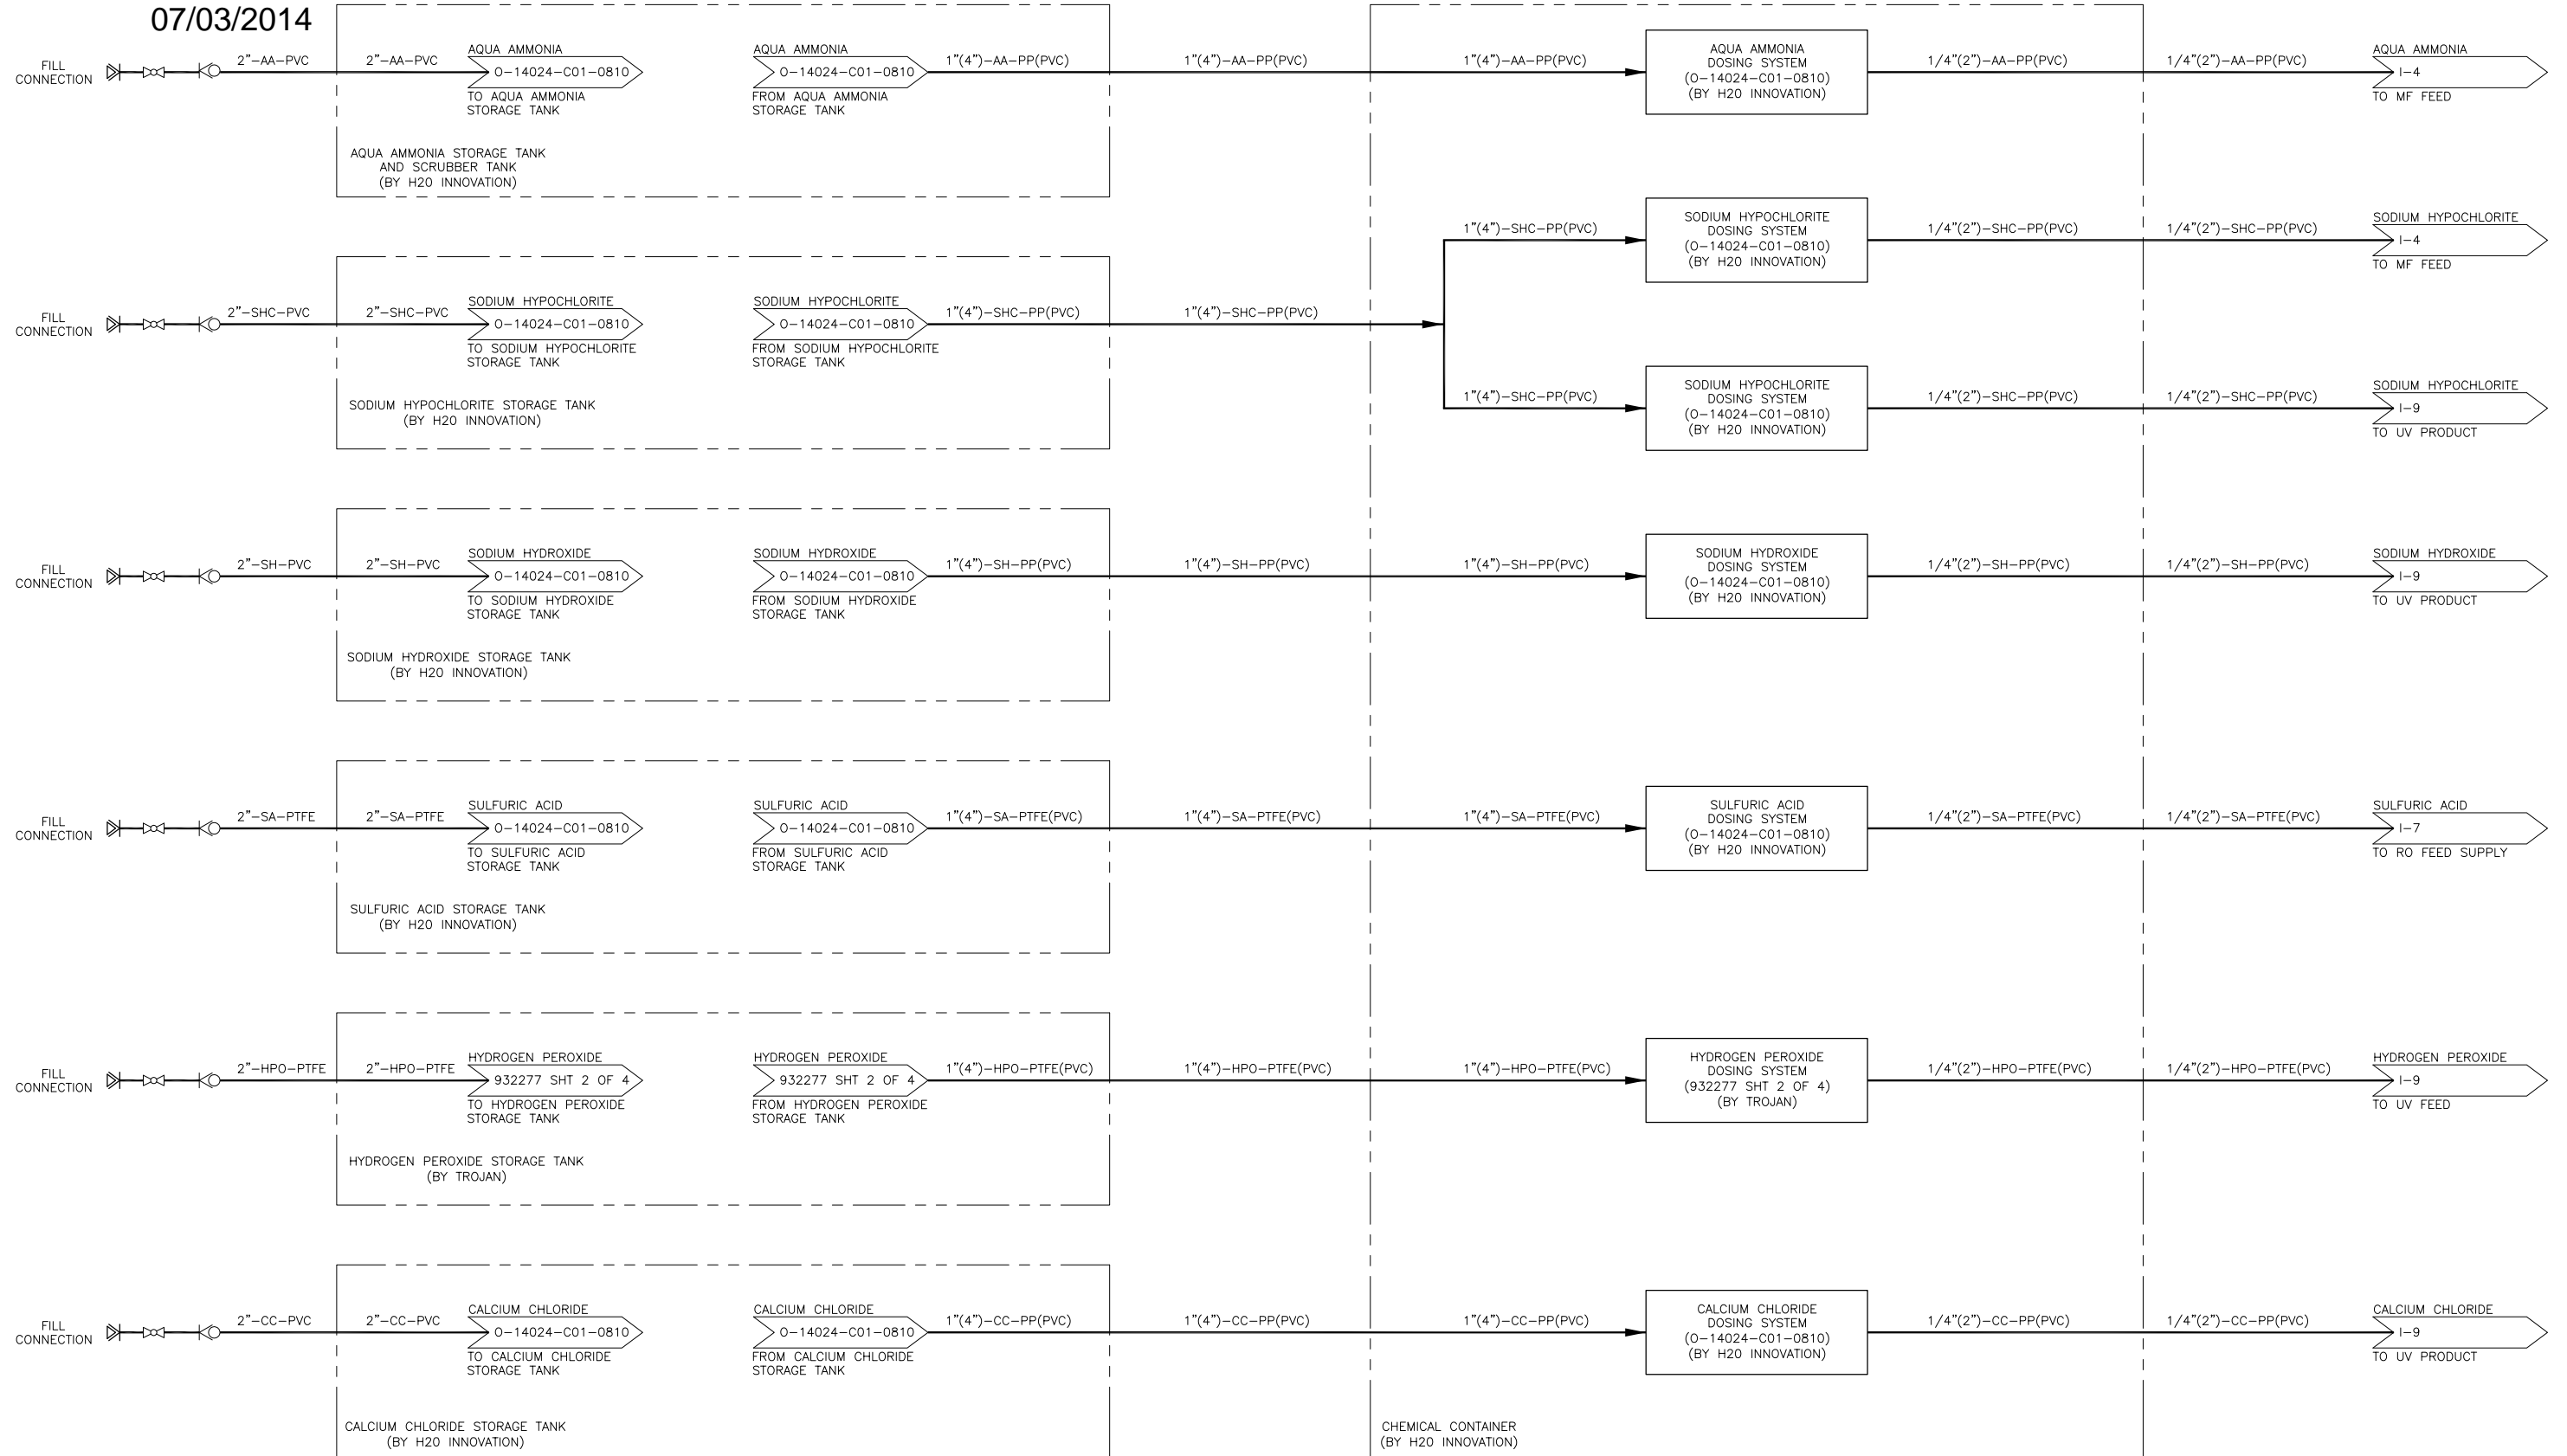 07/03/2014
FILL
CONNECTION
2"-AA-PVC
2"-AA-PVC
AQUA AMMONIA
O-14024-C01-0810
TO AQUA AMMONIA
STORAGE TANK
AQUA AMMONIA
O-14024-C01-0810
FROM AQUA AMMONIA
STORAGE TANK
1"(4")-AA-PP(PVC)
1"(4")-AA-PP(PVC)
1"(4")-AA-PP(PVC)
AQUA AMMONIA
DOSING SYSTEM
(O-14024-C01-0810)
(BY H20 INNOVATION)
1/4"(2")-AA-PP(PVC)
1/4"(2")-AA-PP(PVC)
AQUA AMMONIA
I-4
TO MF FEED
AQUA AMMONIA STORAGE TANK
AND SCRUBBER TANK
(BY H20 INNOVATION)
1"(4")-SHC-PP(PVC)
SODIUM HYPOCHLORITE
DOSING SYSTEM
(O-14024-C01-0810)
(BY H20 INNOVATION)
1/4"(2")-SHC-PP(PVC)
1/4"(2")-SHC-PP(PVC)
SODIUM HYPOCHLORITE
I-4
TO MF FEED
FILL
CONNECTION
2"-SHC-PVC
2"-SHC-PVC
SODIUM HYPOCHLORITE
O-14024-C01-0810
TO SODIUM HYPOCHLORITE
STORAGE TANK
SODIUM HYPOCHLORITE
O-14024-C01-0810
FROM SODIUM HYPOCHLORITE
STORAGE TANK
1"(4")-SHC-PP(PVC)
1"(4")-SHC-PP(PVC)
SODIUM HYPOCHLORITE STORAGE TANK
(BY H20 INNOVATION)
1"(4")-SHC-PP(PVC)
SODIUM HYPOCHLORITE
DOSING SYSTEM
(O-14024-C01-0810)
(BY H20 INNOVATION)
1/4"(2")-SHC-PP(PVC)
1/4"(2")-SHC-PP(PVC)
SODIUM HYPOCHLORITE
I-9
TO UV PRODUCT
FILL
CONNECTION
2"-SH-PVC
2"-SH-PVC
SODIUM HYDROXIDE
O-14024-C01-0810
TO SODIUM HYDROXIDE
STORAGE TANK
SODIUM HYDROXIDE
O-14024-C01-0810
FROM SODIUM HYDROXIDE
STORAGE TANK
1"(4")-SH-PP(PVC)
1"(4")-SH-PP(PVC)
1"(4")-SH-PP(PVC)
SODIUM HYDROXIDE
DOSING SYSTEM
(O-14024-C01-0810)
(BY H20 INNOVATION)
1/4"(2")-SH-PP(PVC)
1/4"(2")-SH-PP(PVC)
SODIUM HYDROXIDE
I-9
TO UV PRODUCT
SODIUM HYDROXIDE STORAGE TANK
(BY H20 INNOVATION)
FILL
CONNECTION
2"-SA-PTFE
2"-SA-PTFE
SULFURIC ACID
O-14024-C01-0810
TO SULFURIC ACID
STORAGE TANK
SULFURIC ACID
O-14024-C01-0810
FROM SULFURIC ACID
STORAGE TANK
1"(4")-SA-PTFE(PVC)
1"(4")-SA-PTFE(PVC)
1"(4")-SA-PTFE(PVC)
SULFURIC ACID
DOSING SYSTEM
(O-14024-C01-0810)
(BY H20 INNOVATION)
1/4"(2")-SA-PTFE(PVC)
1/4"(2")-SA-PTFE(PVC)
SULFURIC ACID
I-7
TO RO FEED SUPPLY
SULFURIC ACID STORAGE TANK
(BY H20 INNOVATION)
FILL
CONNECTION
2"-HPO-PTFE
2"-HPO-PTFE
HYDROGEN PEROXIDE
932277 SHT 2 OF 4
TO HYDROGEN PEROXIDE
STORAGE TANK
HYDROGEN PEROXIDE
932277 SHT 2 OF 4
FROM HYDROGEN PEROXIDE
STORAGE TANK
1"(4")-HPO-PTFE(PVC)
1"(4")-HPO-PTFE(PVC)
1"(4")-HPO-PTFE(PVC)
HYDROGEN PEROXIDE
DOSING SYSTEM
(932277 SHT 2 OF 4)
(BY TROJAN)
1/4"(2")-HPO-PTFE(PVC)
1/4"(2")-HPO-PTFE(PVC)
HYDROGEN PEROXIDE
I-9
TO UV FEED
HYDROGEN PEROXIDE STORAGE TANK
(BY TROJAN)
FILL
CONNECTION
2"-CC-PVC
2"-CC-PVC
CALCIUM CHLORIDE
O-14024-C01-0810
TO CALCIUM CHLORIDE
STORAGE TANK
CALCIUM CHLORIDE
O-14024-C01-0810
FROM CALCIUM CHLORIDE
STORAGE TANK
1"(4")-CC-PP(PVC)
1"(4")-CC-PP(PVC)
1"(4")-CC-PP(PVC)
CALCIUM CHLORIDE
DOSING SYSTEM
(O-14024-C01-0810)
(BY H20 INNOVATION)
1/4"(2")-CC-PP(PVC)
1/4"(2")-CC-PP(PVC)
CALCIUM CHLORIDE
I-9
TO UV PRODUCT
CALCIUM CHLORIDE STORAGE TANK
(BY H20 INNOVATION)
CHEMICAL CONTAINER
(BY H20 INNOVATION)